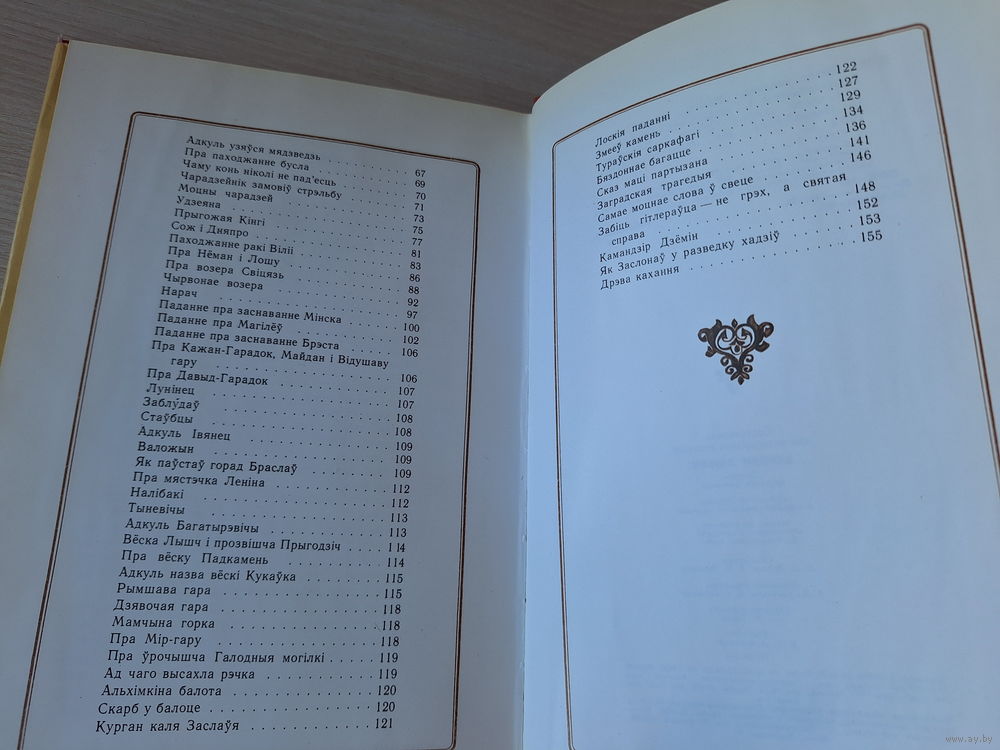 Адкуль узяўся мядзведзь . . . . . . . . . 67
Пра паходжанне бусла . . . . . . . . . 69
Чаму конь ніколі не пад'есць . . . . . . . 70
Чарадзейнік замовіў стрэльбу . . . . . . . 71
Моцны чарадзей . . . . . . . . . . . 73
Удзеяна . . . . . . . . . . . . . 75
Прыгожая Кінгі . . . . . . . . . . . 77
Сож і Дняпро . . . . . . . . . . . . 81
Паходжанне ракі Віліі . . . . . . . . . 83
Пра Нёман і Лошу . . . . . . . . . . 86
Пра возера Свіцязь . . . . . . . . . . 88
Чырвонае возера . . . . . . . . . . . 92
Нарач . . . . . . . . . . . . . . 97
Паданне пра заснаванне Мінска . . . . . . 100
Паданне пра Магілёў . . . . . . . . . . 102
Паданне пра заснаванне Брэста . . . . . . 106
Пра Кажан-Гарадок, Майдан і Відушаву
гару . . . . . . . . . . . . . . 106
Пра Давыд-Гарадок . . . . . . . . . . 107
Лунінец . . . . . . . . . . . . . 107
Заблудаў . . . . . . . . . . . . . 108
Стаўбцы . . . . . . . . . . . . . 108
Адкуль Івянец . . . . . . . . . . . 109
Валожын . . . . . . . . . . . . . 109
Як паўстаў горад Браслаў . . . . . . . . 109
Пра мястэчка Леніна . . . . . . . . . . 112
Налібакі . . . . . . . . . . . . . 112
Тыневічы . . . . . . . . . . . . . 113
Адкуль Багатырэвічы . . . . . . . . . . 113
Вёска Лышч і прозвішча Прыгодзіч . . . . 114
Пра вёску Падкамень . . . . . . . . . 114
Адкуль назва вёскі Кукаўка . . . . . . . 115
Рымшава гара . . . . . . . . . . . . 115
Дзявочая гара . . . . . . . . . . . . 118
Мамчына горка . . . . . . . . . . . 118
Пра Мір-гару . . . . . . . . . . . . 118
Пра ўрочышча Галодныя могілкі . . . . . 119
Ад чаго высахла рэчка . . . . . . . . . 119
Альхімкіна балота . . . . . . . . . . 120
Скарб у балоце . . . . . . . . . . . 120
Курган каля Заслаўя . . . . . . . . . . 121
Лоскія паданні . . . . . . . . . . . 122
Змееў камень . . . . . . . . . . . . 127
Тураўскія саркафагі . . . . . . . . . . 129
Бяздоннае багацце . . . . . . . . . . 134
Сказ маці партызана . . . . . . . . . 136
Заградская трагедыя . . . . . . . . . 141
Самае моцнае слова ў свеце . . . . . . . 146
Забіць гітлераўца — не грэх, а святая
справа . . . . . . . . . . . . . 148
Камандзір Дзёмін . . . . . . . . . . 152
Як Заслонаў у разведку хадзіў . . . . . . 153
Дрэва кахання . . . . . . . . . . . 155
www.ay.by